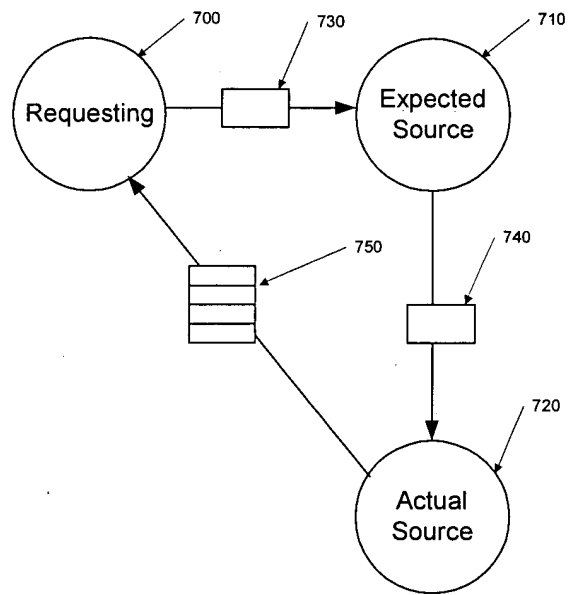 700
730
710
Requesting
Expected
Source
750
740
720
Actual
Source